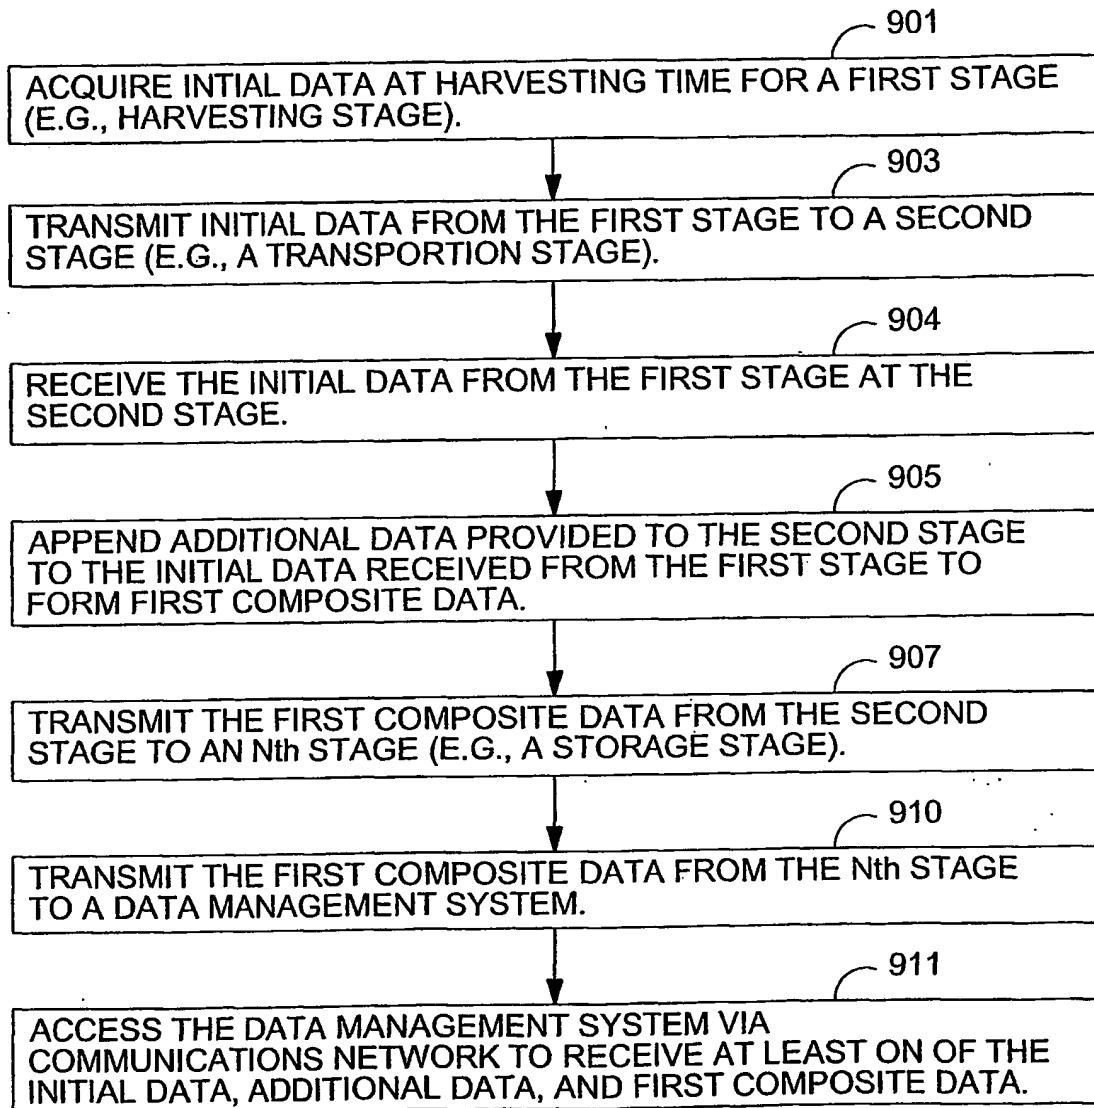 901
ACQUIRE INTIAL DATA AT HARVESTING TIME FOR A FIRST STAGE
(E.G., HARVESTING STAGE).
903
TRANSMIT INITIAL DATA FROM THE FIRST STAGE TO A SECOND
STAGE (E.G., A TRANSPORTION STAGE).
904
RECEIVE THE INITIAL DATA FROM THE FIRST STAGE AT THE
SECOND STAGE.
905
APPEND ADDITIONAL DATA PROVIDED TO THE SECOND STAGE
TO THE INITIAL DATA RECEIVED FROM THE FIRST STAGE TO
FORM FIRST COMPOSITE DATA.
907
TRANSMIT THE FIRST COMPOSITE DATA FROM THE SECOND
STAGE TO AN Nth STAGE (E.G., A STORAGE STAGE).
910
TRANSMIT THE FIRST COMPOSITE DATA FROM THE Nth STAGE
TO A DATA MANAGEMENT SYSTEM.
911
ACCESS THE DATA MANAGEMENT SYSTEM VIA
COMMUNICATIONS NETWORK TO RECEIVE AT LEAST ON OF THE
INITIAL DATA, ADDITIONAL DATA, AND FIRST COMPOSITE DATA.